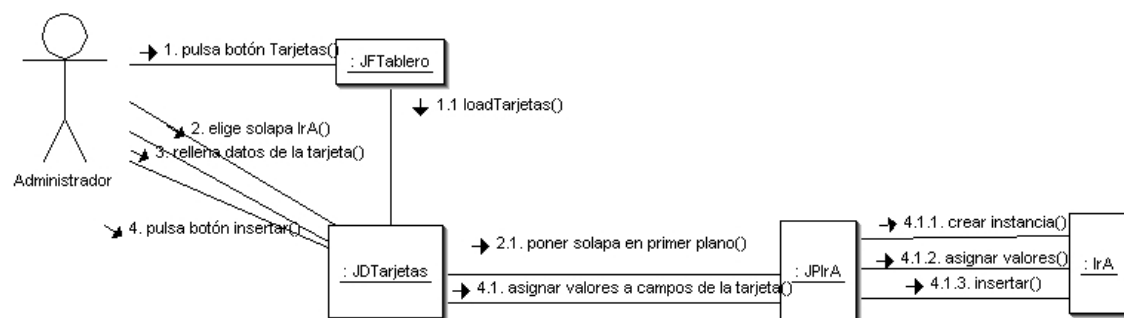 1. pulsa botón Tarjetas()
: JFTablero
1.1 loadTarjetas()
2. elige solapa IrA()
3. rellena datos de la tarjeta()
Administrador
4. pulsa botón insertar()
: JDTarjetas
2.1. poner solapa en primer plano()
4.1. asignar valores a campos de la tarjeta()
: JPIrA
4.1.1. crear instancia()
4.1.2. asignar valores()
4.1.3. insertar()
: IrA